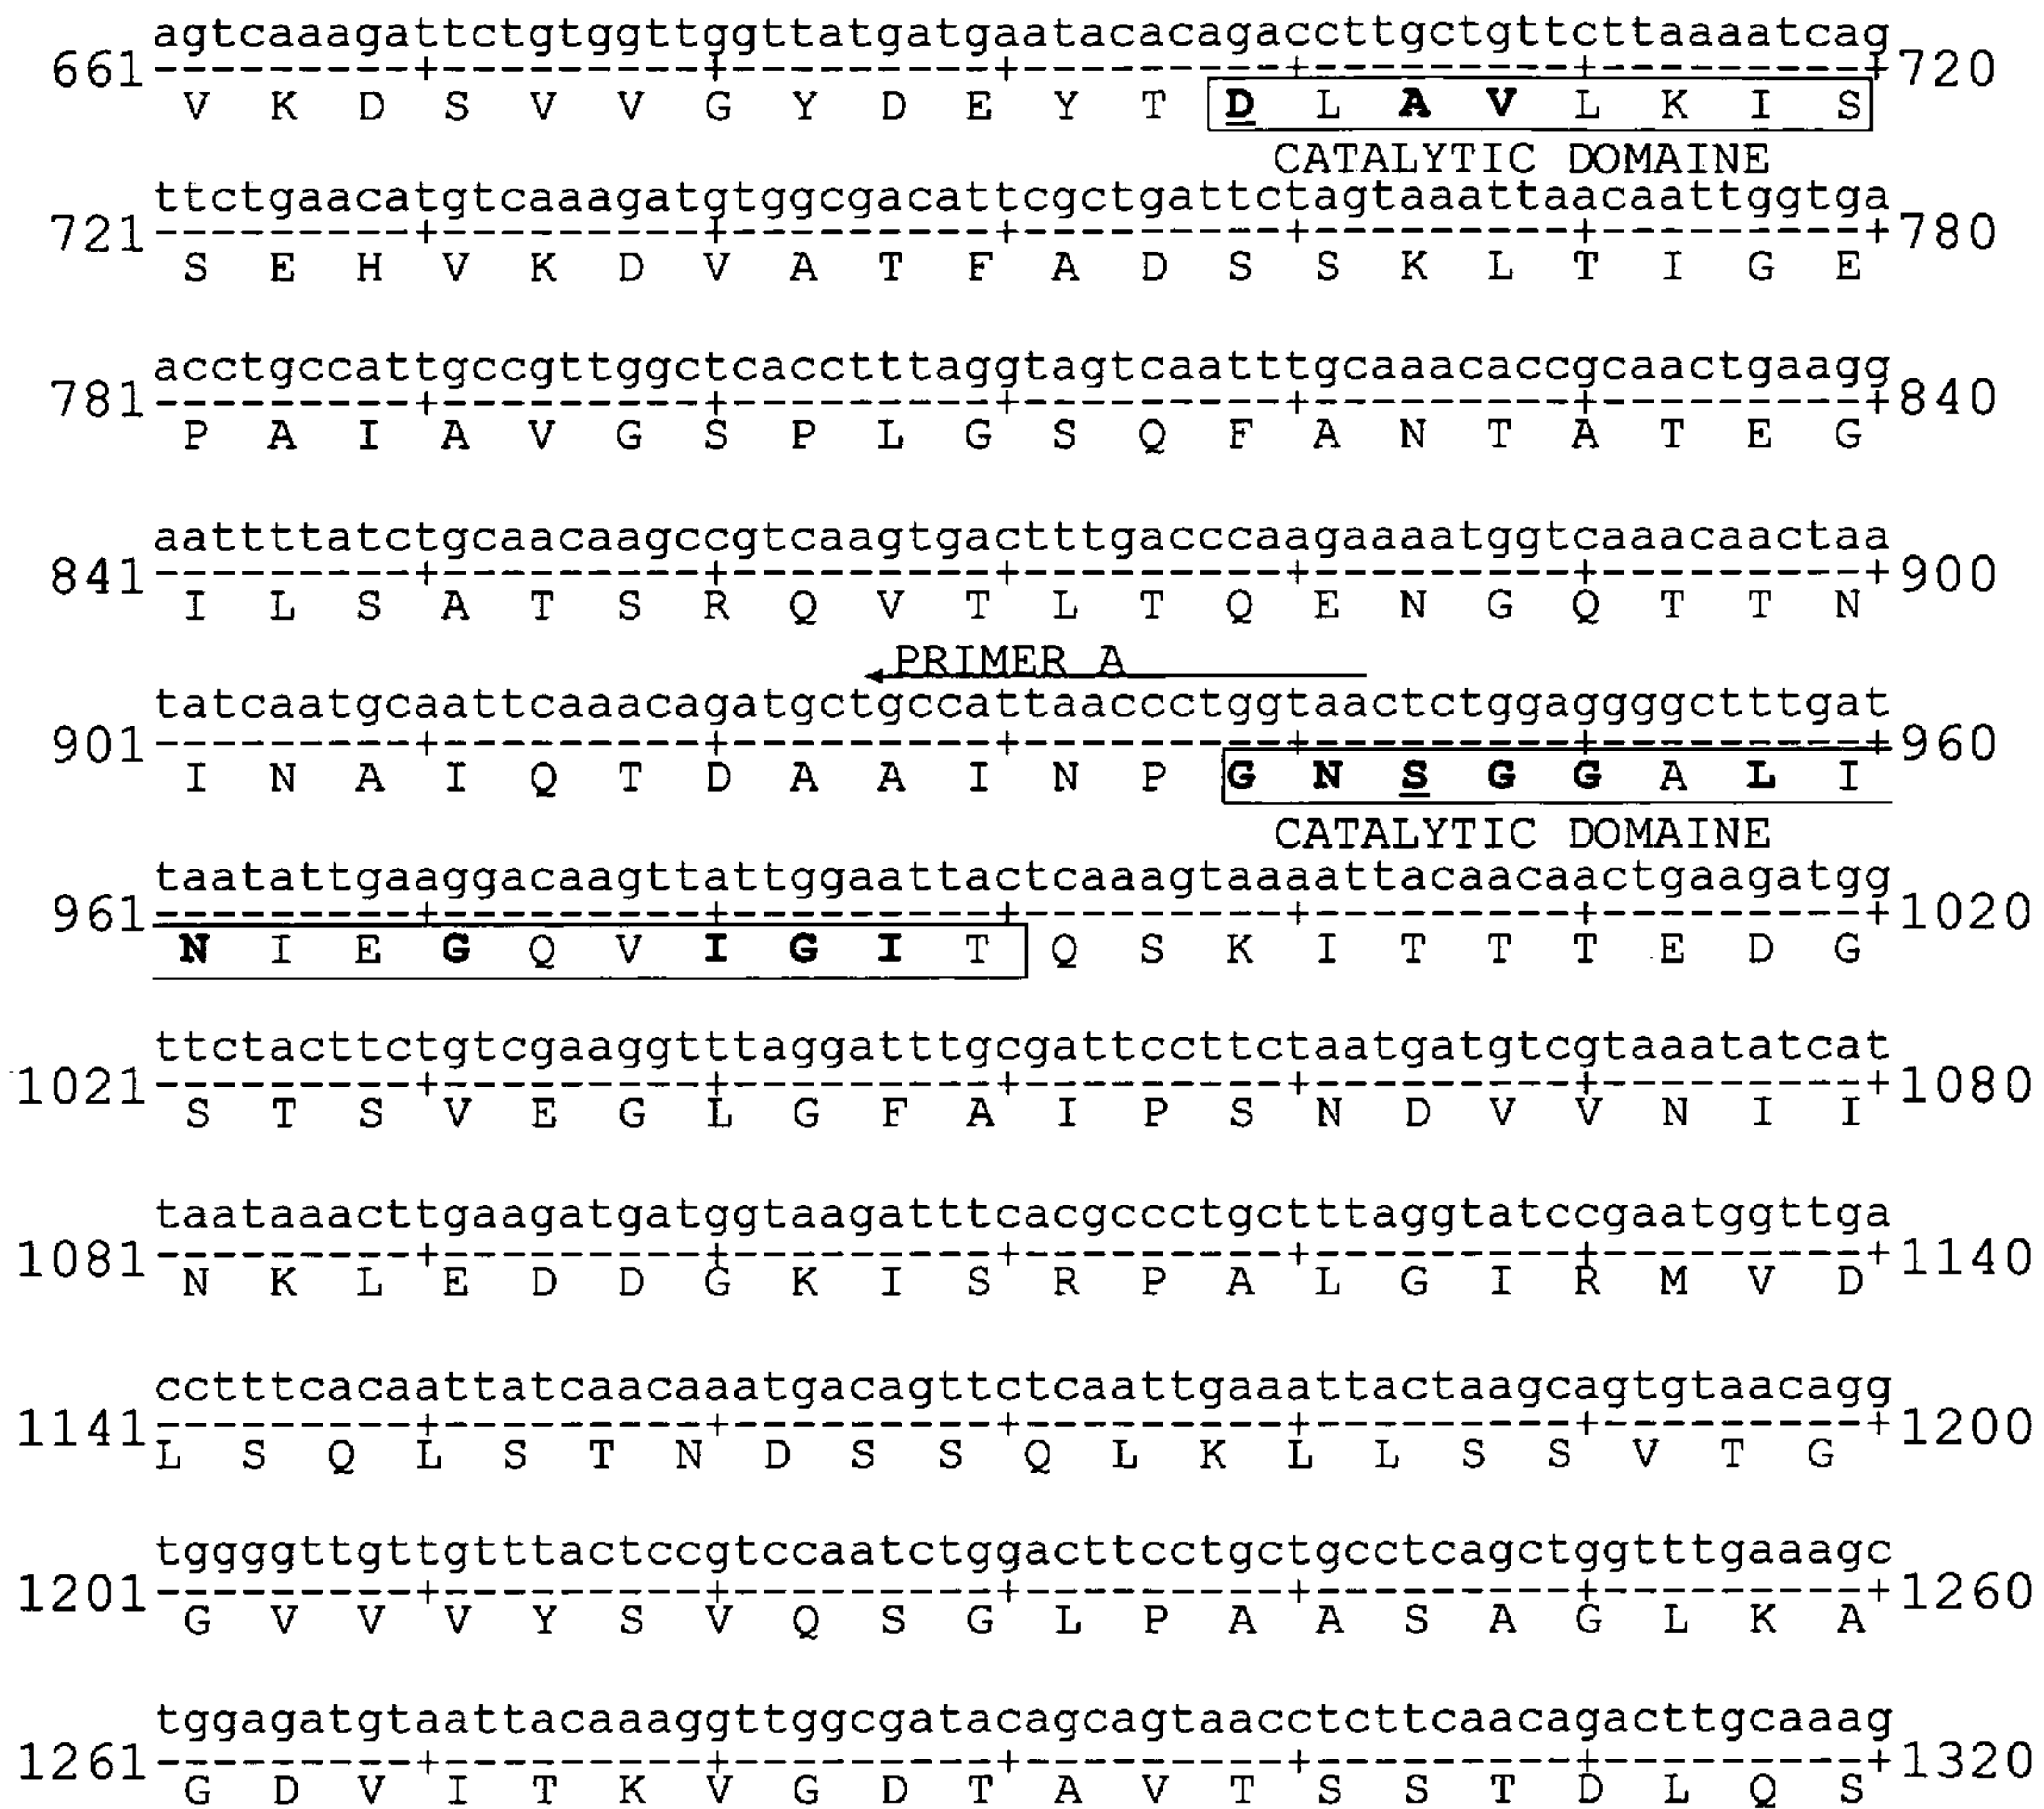 agtcaaagattctgtggttggttatgatgaatacacagaccttgctgttcttaaaatcag
661 ---------+---------+---------+---------+---------+---------+ 720
V K D S V V G Y D E Y T D L A V L K I S
CATALYTIC DOMAINE
ttctgaacatgtcaaagatgtggcgacattcgctgattctagtaaattaacaattggtga
721 ---------+---------+---------+---------+---------+---------+ 780
S E H V K D V A T F A D S S K L T I G E
acctgccattgccgttggctcacctttaggtagtcaatttgcaaacaccgcaactgaagg
781 ---------+---------+---------+---------+---------+---------+ 840
P A I A V G S P L G S Q F A N T A T E G
aattttatctgcaacaagccgtcaagtgactttgacccaagaaaatggtcaaacaactaa
841 ---------+---------+---------+---------+---------+---------+ 900
I L S A T S R Q V T L T Q E N G Q T T N
PRIMER A
tatcaatgcaattcaaacagatgctgccattaaccctggtaactctggaggggctttgat
901 ---------+---------+---------+---------+---------+---------+ 960
I N A I Q T D A A I N P G N S G G A L I
CATALYTIC DOMAINE
taatattgaaggacaagttattggaattactcaaagtaaaattacaacaactgaagatgg
961 ---------+---------+---------+---------+---------+---------+ 1020
N I E G Q V I G I T Q S K I T T T E D G
ttctacttctgtcgaaggtttaggatttgcgattccttctaatgatgtcgtaaatatcat
1021 ---------+---------+---------+---------+---------+---------+ 1080
S T S V E G L G F A I P S N D V V N I I
taataaacttgaagatgatggtaagatttcacgccctgctttaggtatccgaatggttga
1081 ---------+---------+---------+---------+---------+---------+ 1140
N K L E D D G K I S R P A L G I R M V D
cctttcacaattatcaacaaatgacagttctcaattgaaattactaagcagtgtaacagg
1141 ---------+---------+---------+---------+---------+---------+ 1200
L S Q L S T N D S S Q L K L L S S V T G
tggggttgttgtttactccgtccaatctggacttcctgctgcctcagctggtttgaaagc
1201 ---------+---------+---------+---------+---------+---------+ 1260
G V V V Y S V Q S G L P A A S A G L K A
tggagatgtaattacaaaggttggcgatacagcagtaacctcttcaacagacttgcaaag
1261 ---------+---------+---------+---------+---------+---------+ 1320
G D V I T K V G D T A V T S S T D L Q S